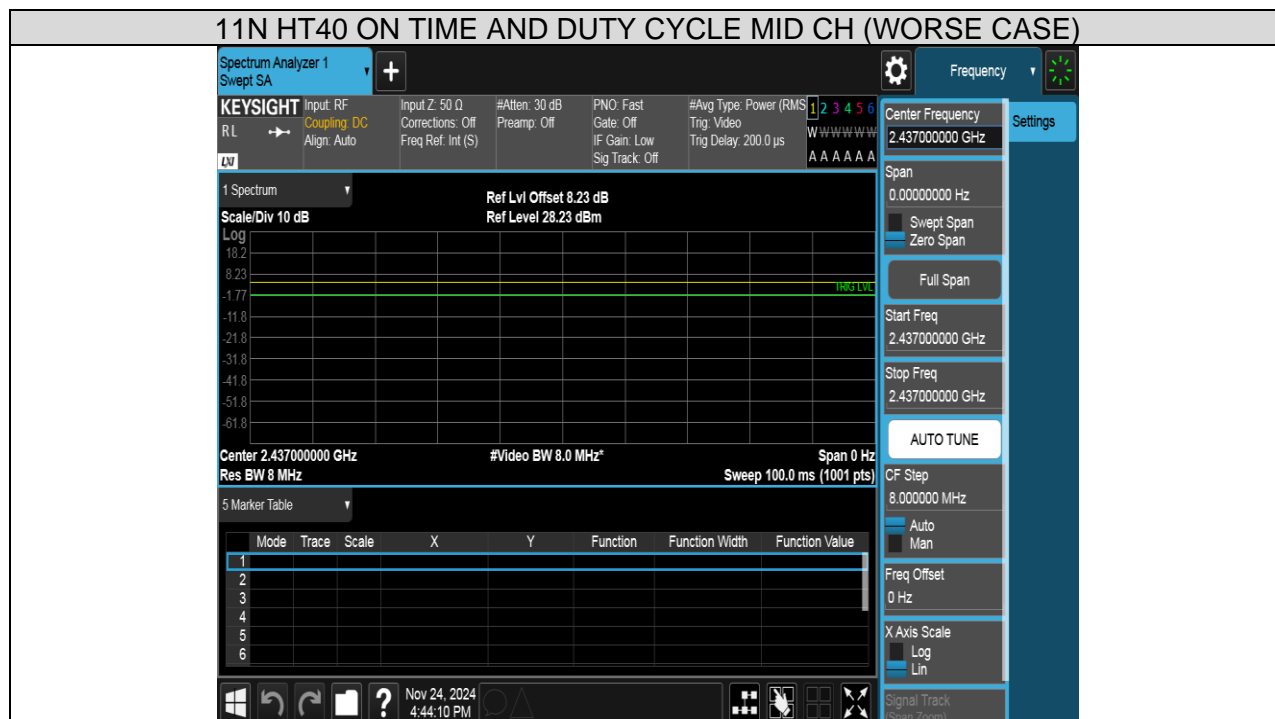 11N HT40 ON TIME AND DUTY CYCLE MID CH (WORSE CASE)
Spectrum Analyzer 1
Swept SA
+
Frequency
KEYSIGHT
RL
LXI
Input: RF
Coupling: DC
Align: Auto
Input Z: 50 Ω
Corrections: Off
Freq Ref: Int (S)
#Atten: 30 dB
Preamp: Off
PNO: Fast
Gate: Off
IF Gain: Low
Sig Track: Off
#Avg Type: Power (RMS
Trig: Video
Trig Delay: 200.0 µs
1 2 3 4 5 6
W W W W W W
A A A A A A
1 Spectrum
Scale/Div 10 dB
Ref Lvl Offset 8.23 dB
Ref Level 28.23 dBm
Log
18.2
8.23
-1.77
-11.8
-21.8
-31.8
-41.8
-51.8
-61.8
TRIG LVL
Center 2.437000000 GHz
#Video BW 8.0 MHz*
Span 0 Hz
Res BW 8 MHz
Sweep 100.0 ms (1001 pts)
5 Marker Table
Mode Trace Scale X Y Function Function Width Function Value
1
2
3
4
5
6
?
Nov 24, 2024
4:44:10 PM
Center Frequency
2.437000000 GHz
Settings
Span
0.00000000 Hz
Swept Span
Zero Span
Full Span
Start Freq
2.437000000 GHz
Stop Freq
2.437000000 GHz
AUTO TUNE
CF Step
8.000000 MHz
Auto
Man
Freq Offset
0 Hz
X Axis Scale
Log
Lin
Signal Track
(Span Zoom)